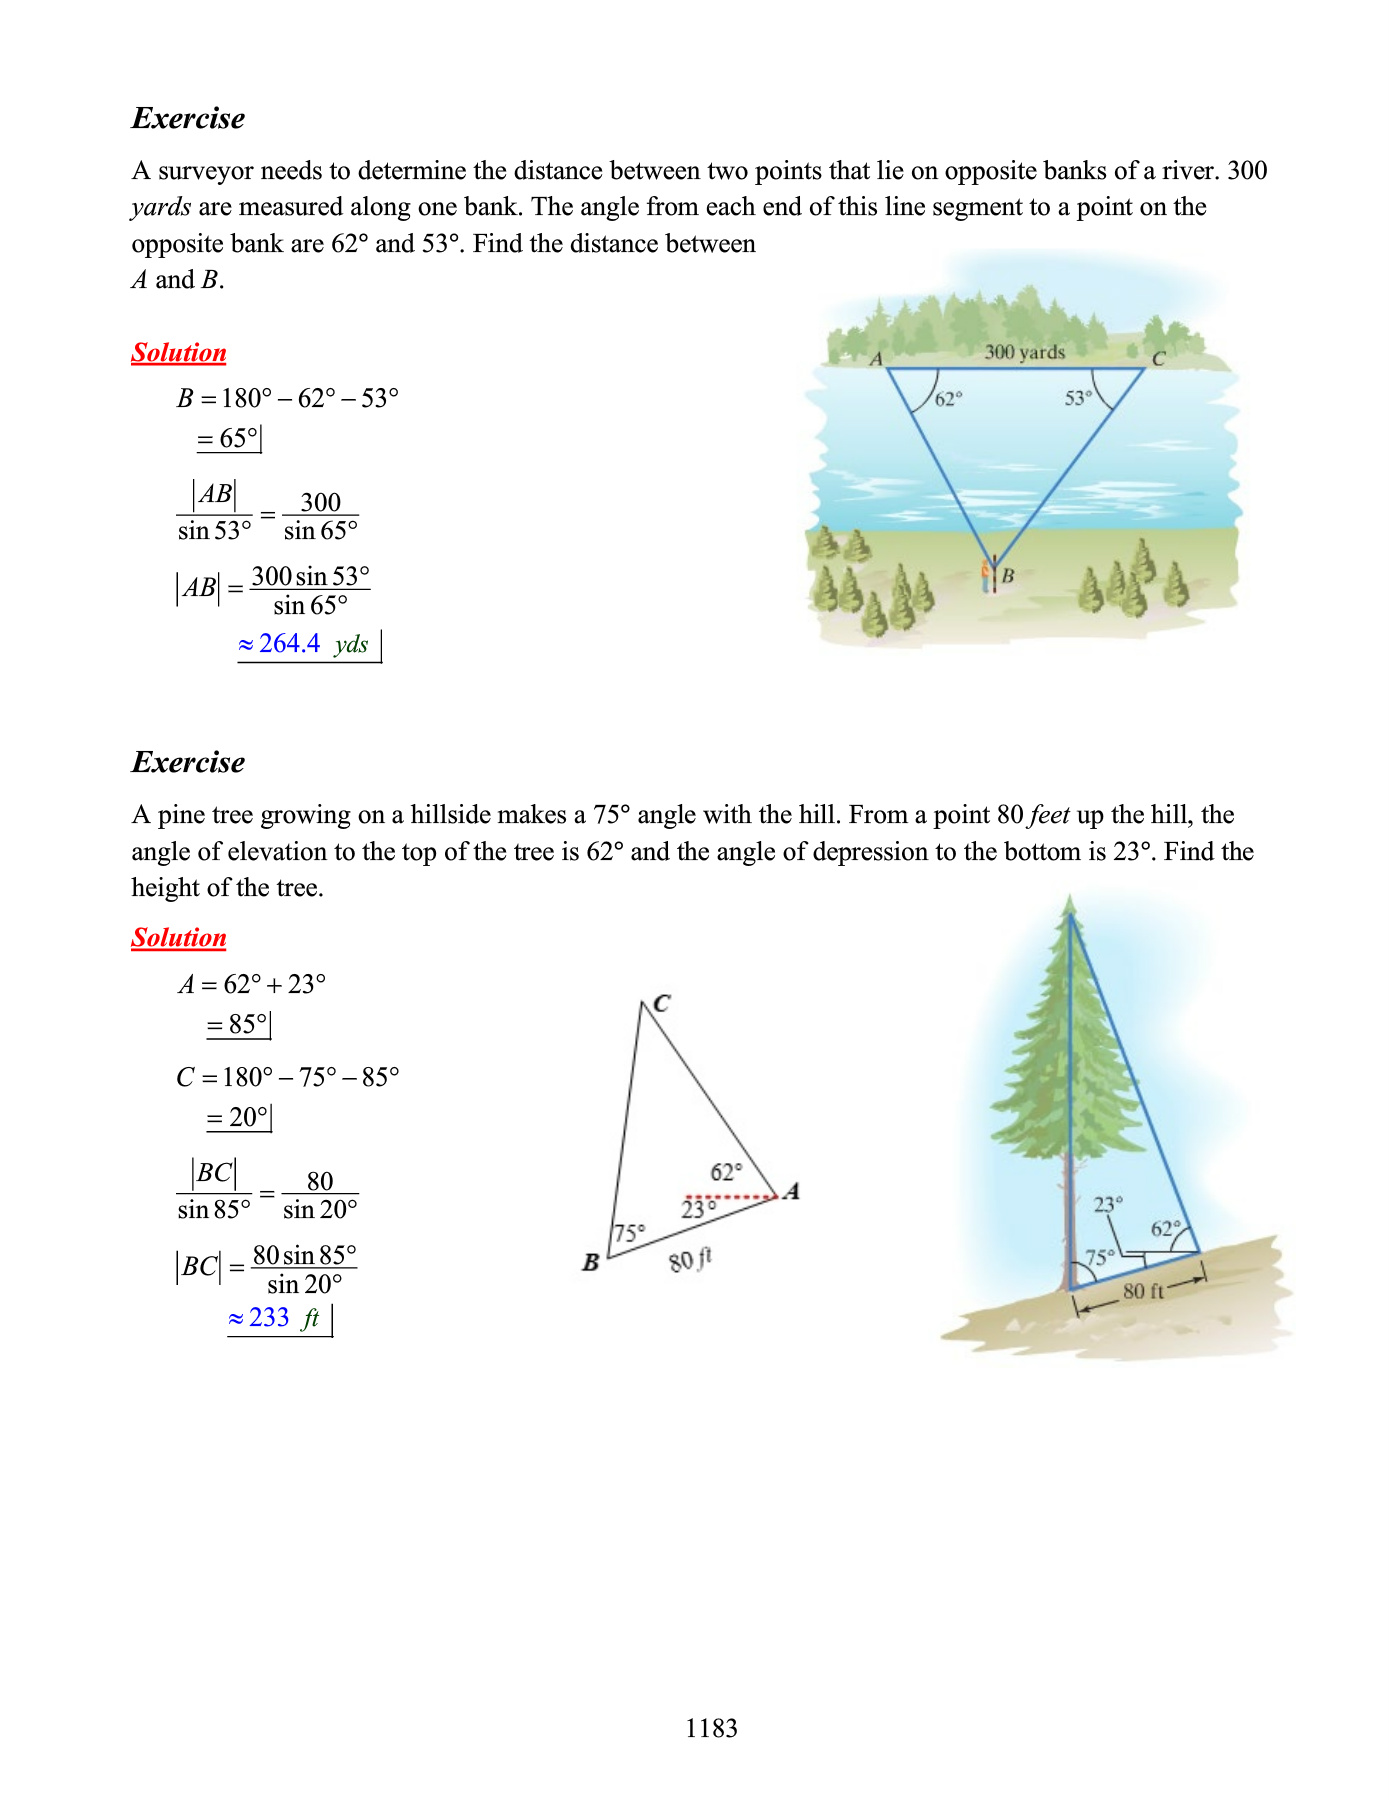 Exercise
A surveyor needs to determine the distance between two points that lie on opposite banks of a river. 300
yards are measured along one bank. The angle from each end of this line segment to a point on the
opposite bank are 62° and 53°. Find the distance between
A and B.
Solution
B = 180° − 62° − 53°
= 65°|
|AB| / sin 53° = 300 / sin 65°
|AB| = 300 sin 53° / sin 65°
≈ 264.4 yds |
A
300 yards
C
62°
53°
B
Exercise
A pine tree growing on a hillside makes a 75° angle with the hill. From a point 80 feet up the hill, the
angle of elevation to the top of the tree is 62° and the angle of depression to the bottom is 23°. Find the
height of the tree.
Solution
A = 62° + 23°
= 85°|
C = 180° − 75° − 85°
= 20°|
|BC| / sin 85° = 80 / sin 20°
|BC| = 80 sin 85° / sin 20°
≈ 233 ft |
C
62°
A
23°
75°
B
80 ft
23°
62°
75°
80 ft
1183